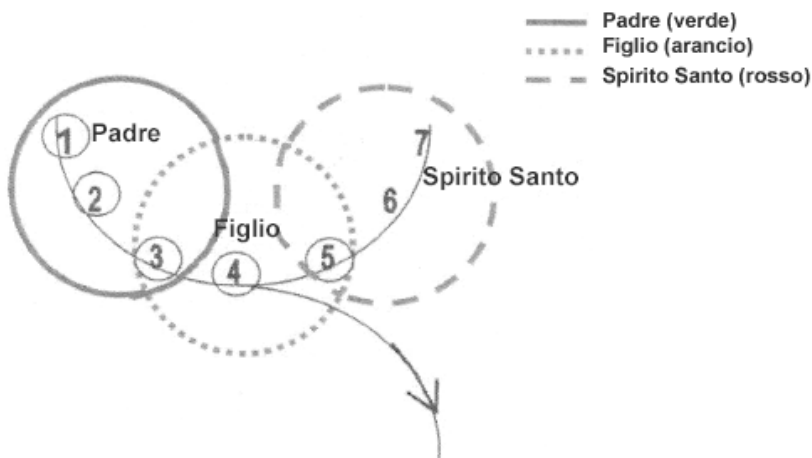 Padre (verde)
Figlio (arancio)
Spirito Santo (rosso)
1 Padre
7
Spirito Santo
2
6
Figlio
3
4
5